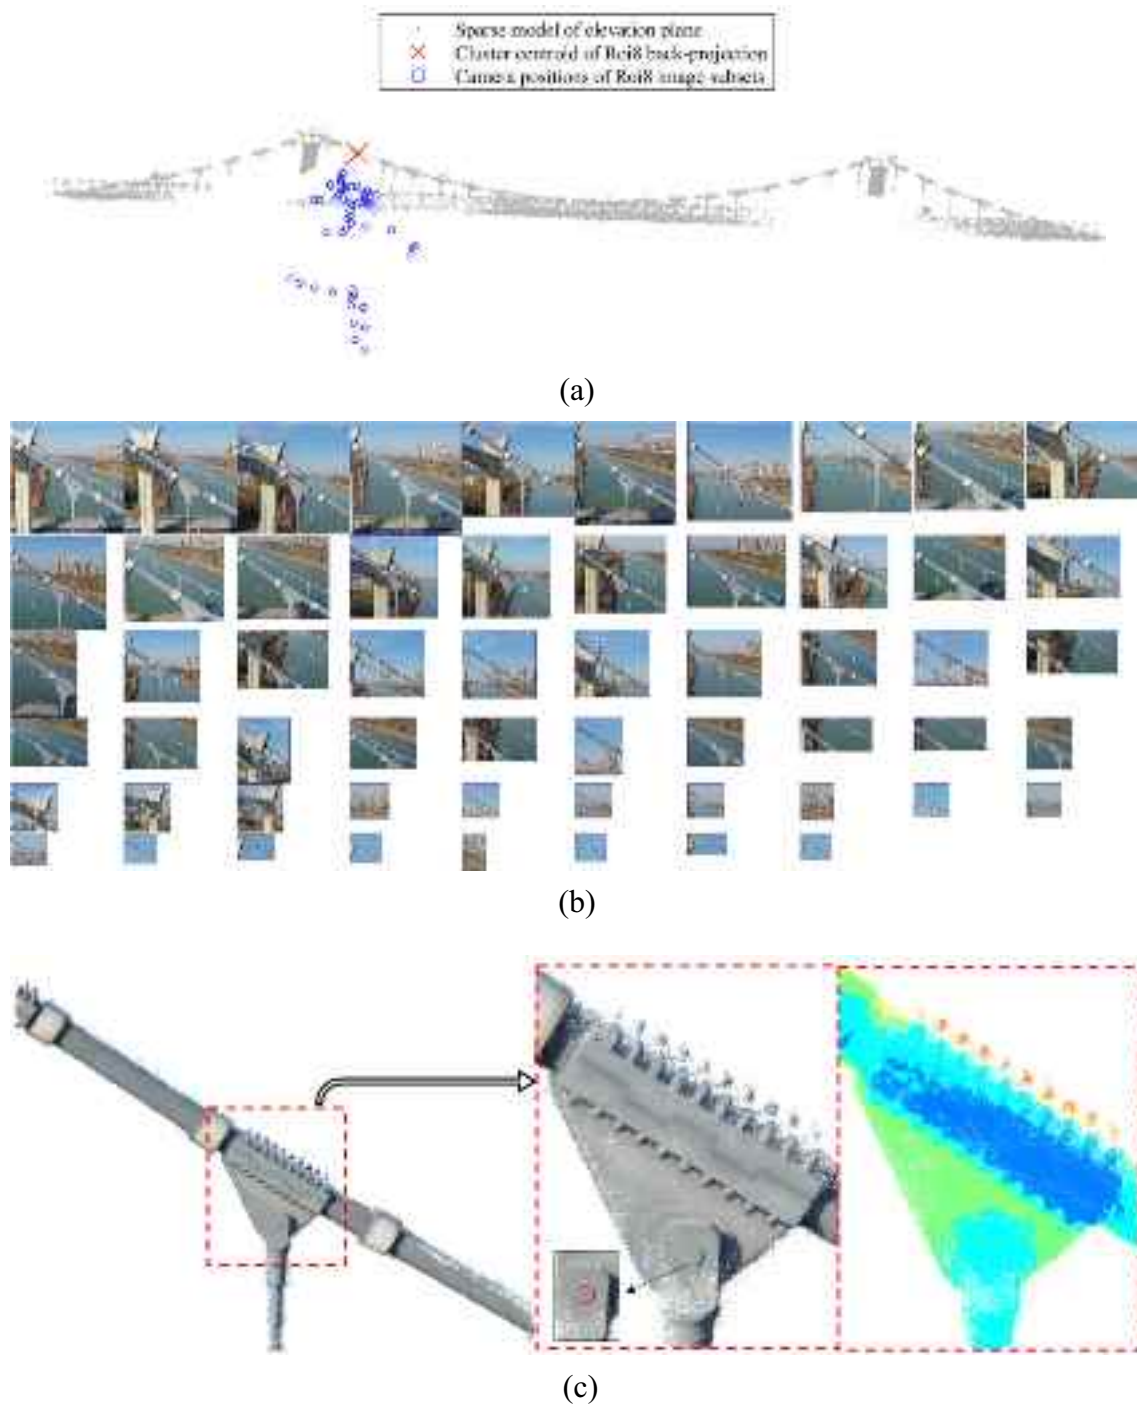 Sparse model of elevation plane
Cluster centroid of Roi8 back-projection
Camera positions of Roi8 image subsets
(a)
(b)
(c)